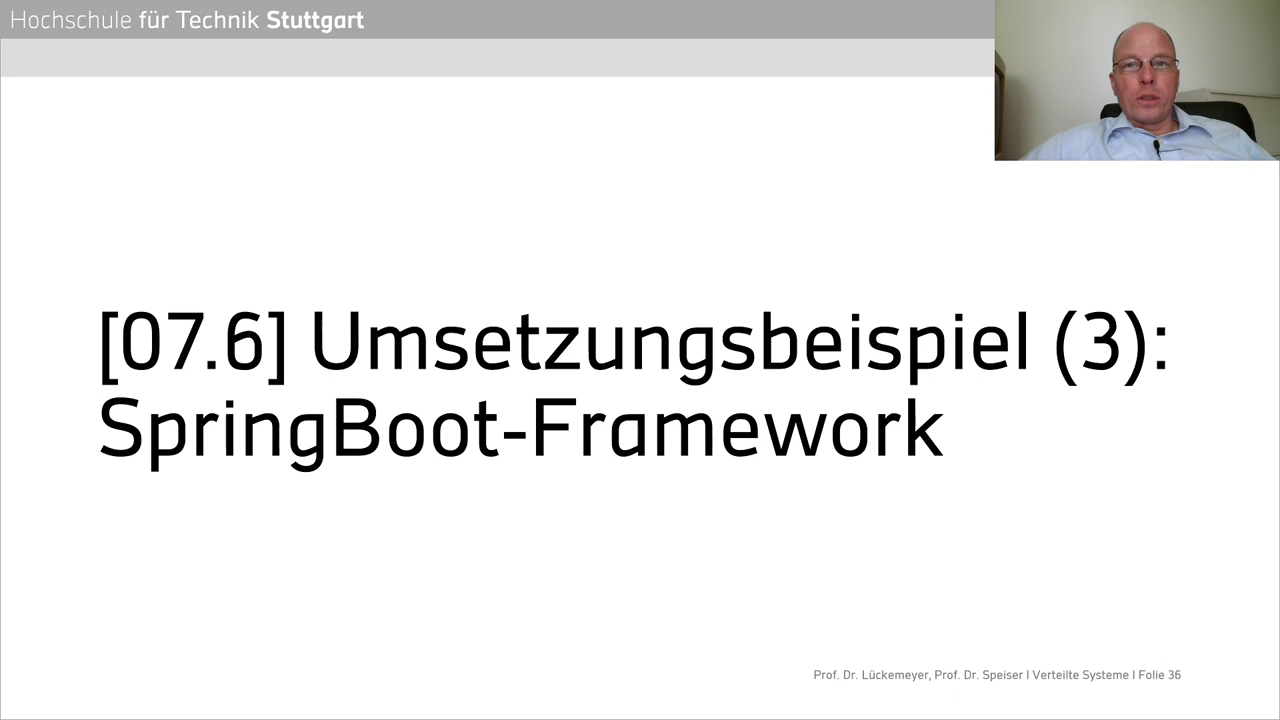 Hochschule für Technik Stuttgart
[07.6] Umsetzungsbeispiel (3):
SpringBoot-Framework
Prof. Dr. Lückemeyer, Prof. Dr. Speiser I Verteilte Systeme I Folie 36